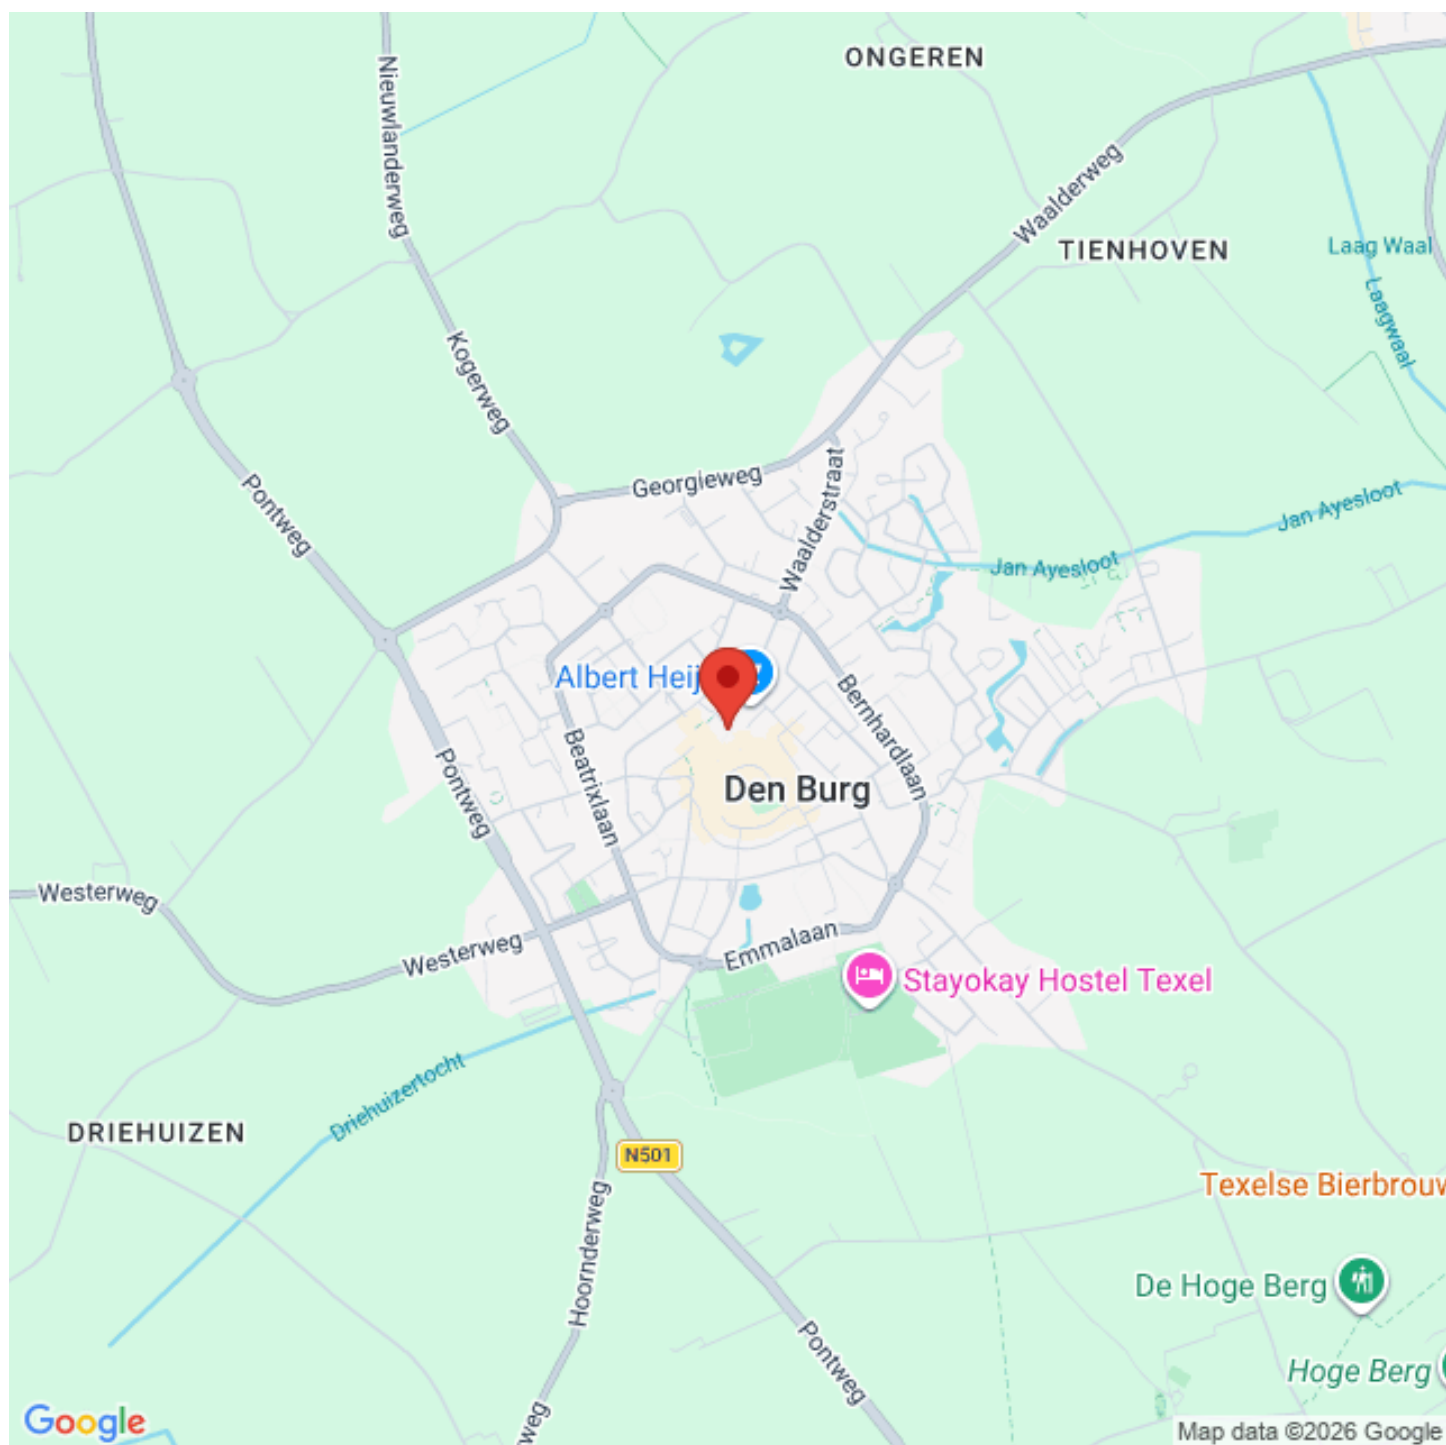 ONGEREN
Nieuwlanderweg
Waalderweg
TIENHOVEN
Laag Waal
Laagwaal
Kogerweg
Georgieweg
Waalderstraat
Pontweg
Jan Ayesloot
Jan Ayesloot
Albert Heij
Bernhardlaan
Beatrixlaan
Pontweg
Den Burg
Westerweg
Westerweg
Emmalaan
Stayokay Hostel Texel
Driehuizertocht
DRIEHUIZEN
N501
Texelse Bierbrouw
Hoornderweg
De Hoge Berg
Pontweg
Hoge Berg
weg
Google
Map data ©2026 Google